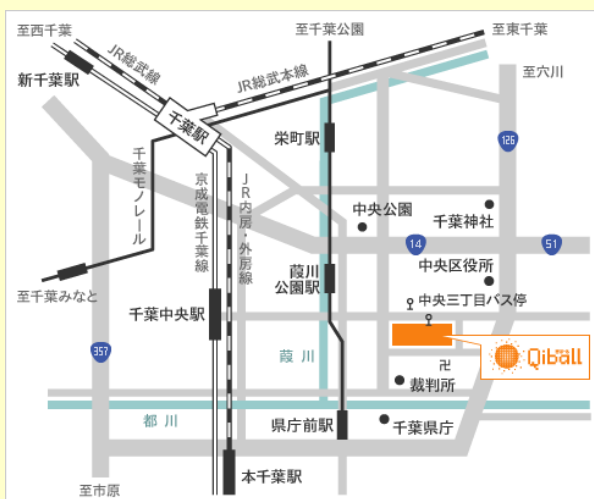 至西千葉
至千葉公園
至東千葉
JR総武線
新千葉駅
JR総武本線
至穴川
千葉駅
栄町駅
126
千葉モノレール
京成電鉄千葉線
JR内房・外房線
中央公園
千葉神社
14
51
葭川
公園駅
中央区役所
至千葉みなと
中央三丁目バス停
千葉中央駅
357
葭川
Qiball
裁判所
都川
県庁前駅
千葉県庁
本千葉駅
至市原